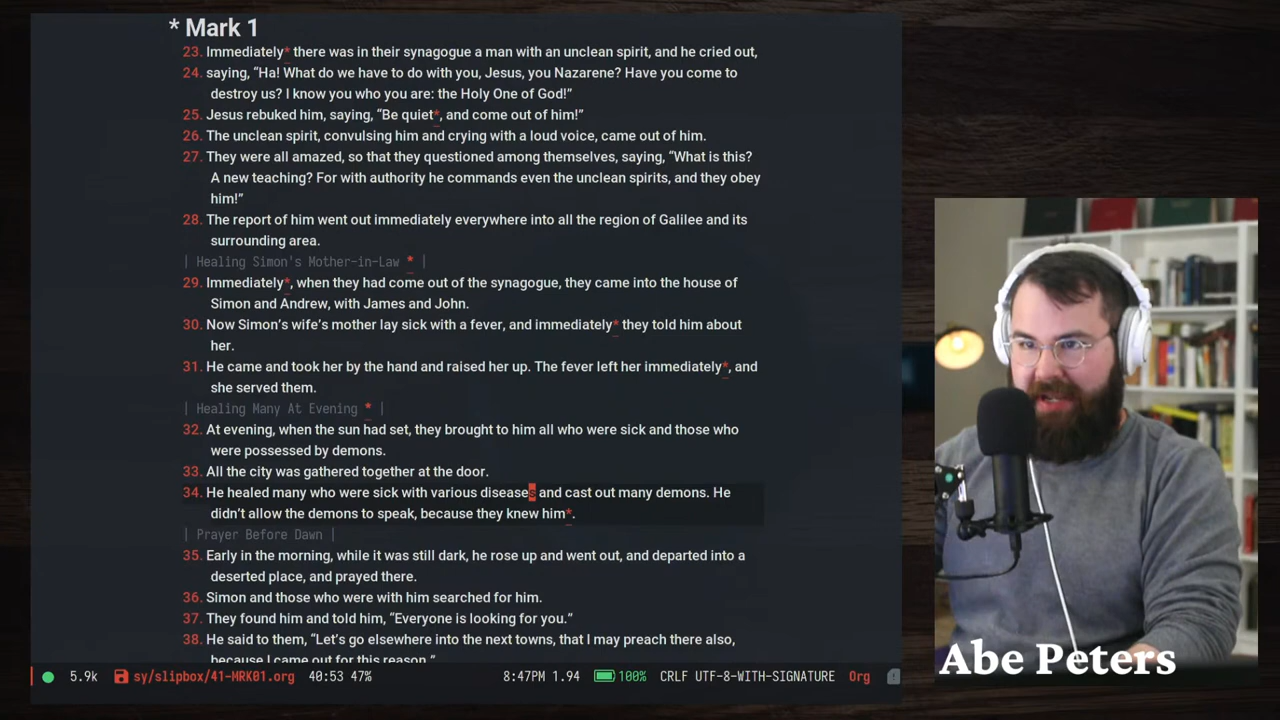 * Mark 1
23. Immediately* there was in their synagogue a man with an unclean spirit, and he cried out,
24. saying, “Ha! What do we have to do with you, Jesus, you Nazarene? Have you come to
destroy us? I know you who you are: the Holy One of God!”
25. Jesus rebuked him, saying, “Be quiet*, and come out of him!”
26. The unclean spirit, convulsing him and crying with a loud voice, came out of him.
27. They were all amazed, so that they questioned among themselves, saying, “What is this?
A new teaching? For with authority he commands even the unclean spirits, and they obey
him!”
28. The report of him went out immediately everywhere into all the region of Galilee and its
surrounding area.
| Healing Simon's Mother-in-Law * |
29. Immediately*, when they had come out of the synagogue, they came into the house of
Simon and Andrew, with James and John.
30. Now Simon’s wife’s mother lay sick with a fever, and immediately* they told him about
her.
31. He came and took her by the hand and raised her up. The fever left her immediately*, and
she served them.
| Healing Many At Evening * |
32. At evening, when the sun had set, they brought to him all who were sick and those who
were possessed by demons.
33. All the city was gathered together at the door.
34. He healed many who were sick with various diseases and cast out many demons. He
didn’t allow the demons to speak, because they knew him*.
| Prayer Before Dawn |
35. Early in the morning, while it was still dark, he rose up and went out, and departed into a
deserted place, and prayed there.
36. Simon and those who were with him searched for him.
37. They found him and told him, “Everyone is looking for you.”
38. He said to them, “Let’s go elsewhere into the next towns, that I may preach there also,
because I came out for this reason.”
5.9k sy/slipbox/41-MRK01.org 40:53 47% 8:47PM 1.94 100% CRLF UTF-8-WITH-SIGNATURE Org
Abe Peters